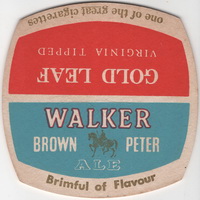 one of the great cigarettes
VIRGINIA TIPPED
GOLD LEAF
WALKER
BROWN PETER
ALE
Brimful of Flavour